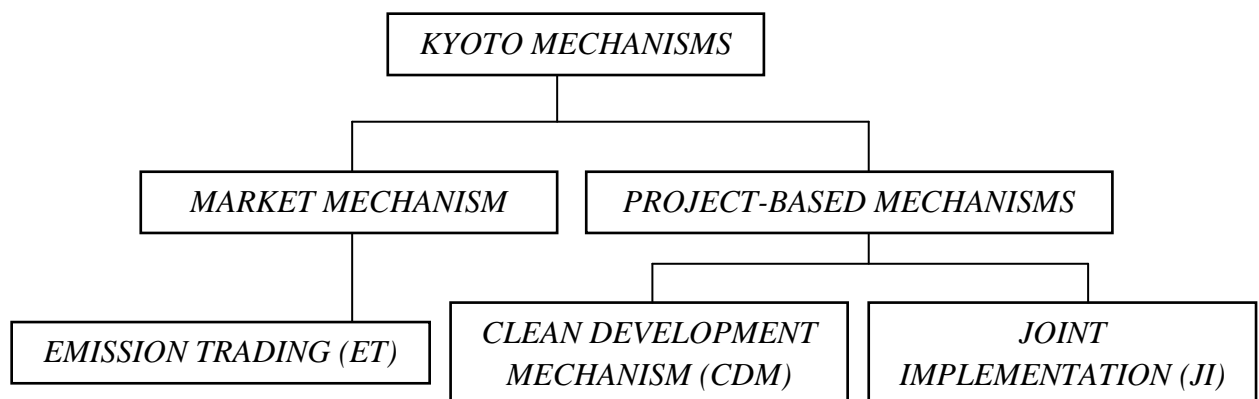 KYOTO MECHANISMS
MARKET MECHANISM
PROJECT-BASED MECHANISMS
EMISSION TRADING (ET)
CLEAN DEVELOPMENT
MECHANISM (CDM)
JOINT
IMPLEMENTATION (JI)